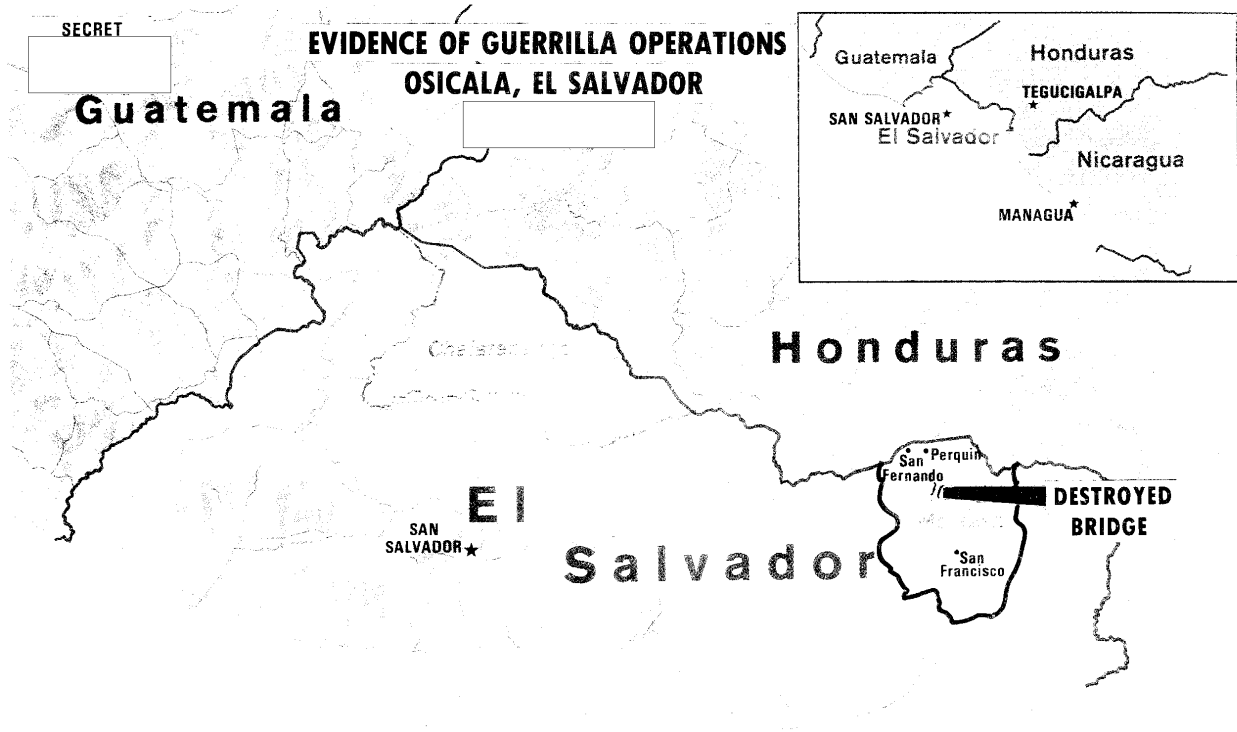 SECRET
EVIDENCE OF GUERRILLA OPERATIONS
OSICALA, EL SALVADOR
Guatemala
Guatemala
Honduras
TEGUCIGALPA
SAN SALVADOR
El Salvador
Nicaragua
MANAGUA
Honduras
San
Fernando
Perquin
DESTROYED
BRIDGE
El
Salvador
SAN
SALVADOR
San
Francisco